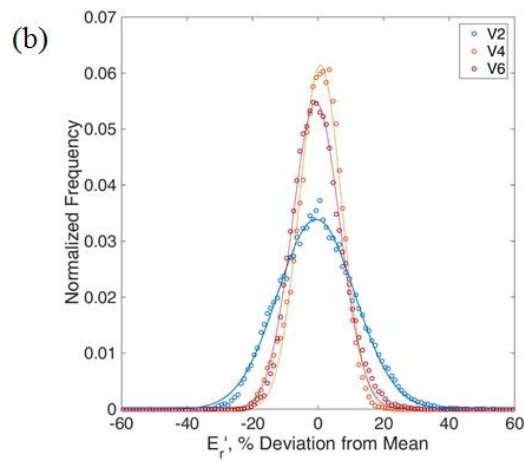 (b)
0.07
V2
V4
V6
0.06
0.05
0.04
0.03
0.02
0.01
0
-60 -40 -20 0 20 40 60
Normalized Frequency
E_r', % Deviation from Mean